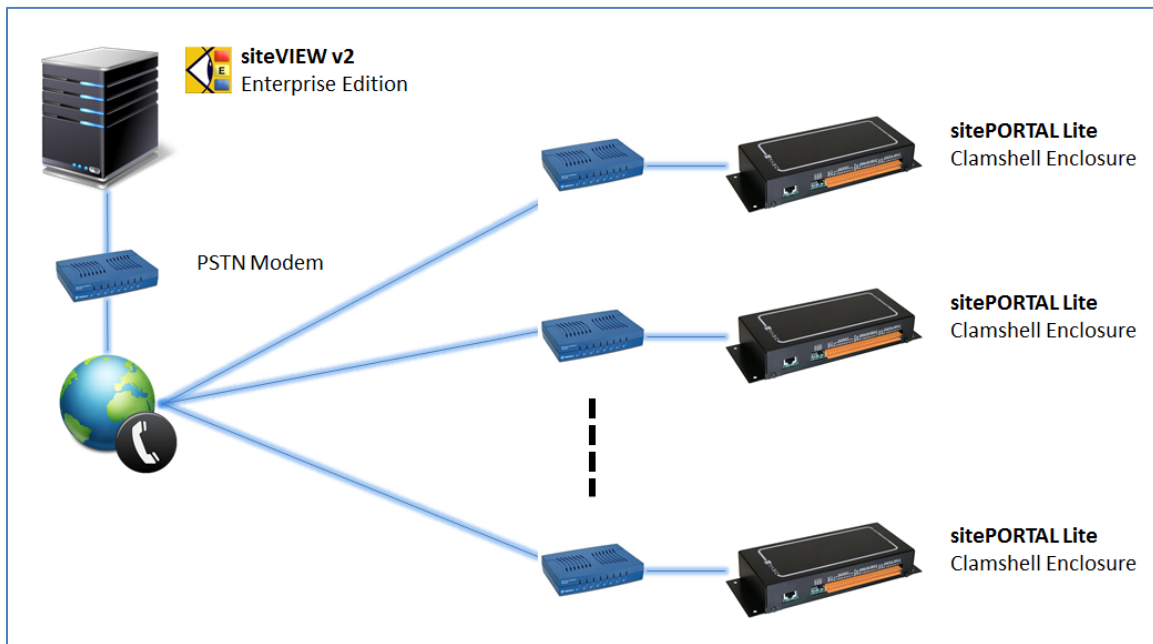 siteVIEW v2
Enterprise Edition
E
sitePORTAL Lite
Clamshell Enclosure
PSTN Modem
sitePORTAL Lite
Clamshell Enclosure
sitePORTAL Lite
Clamshell Enclosure